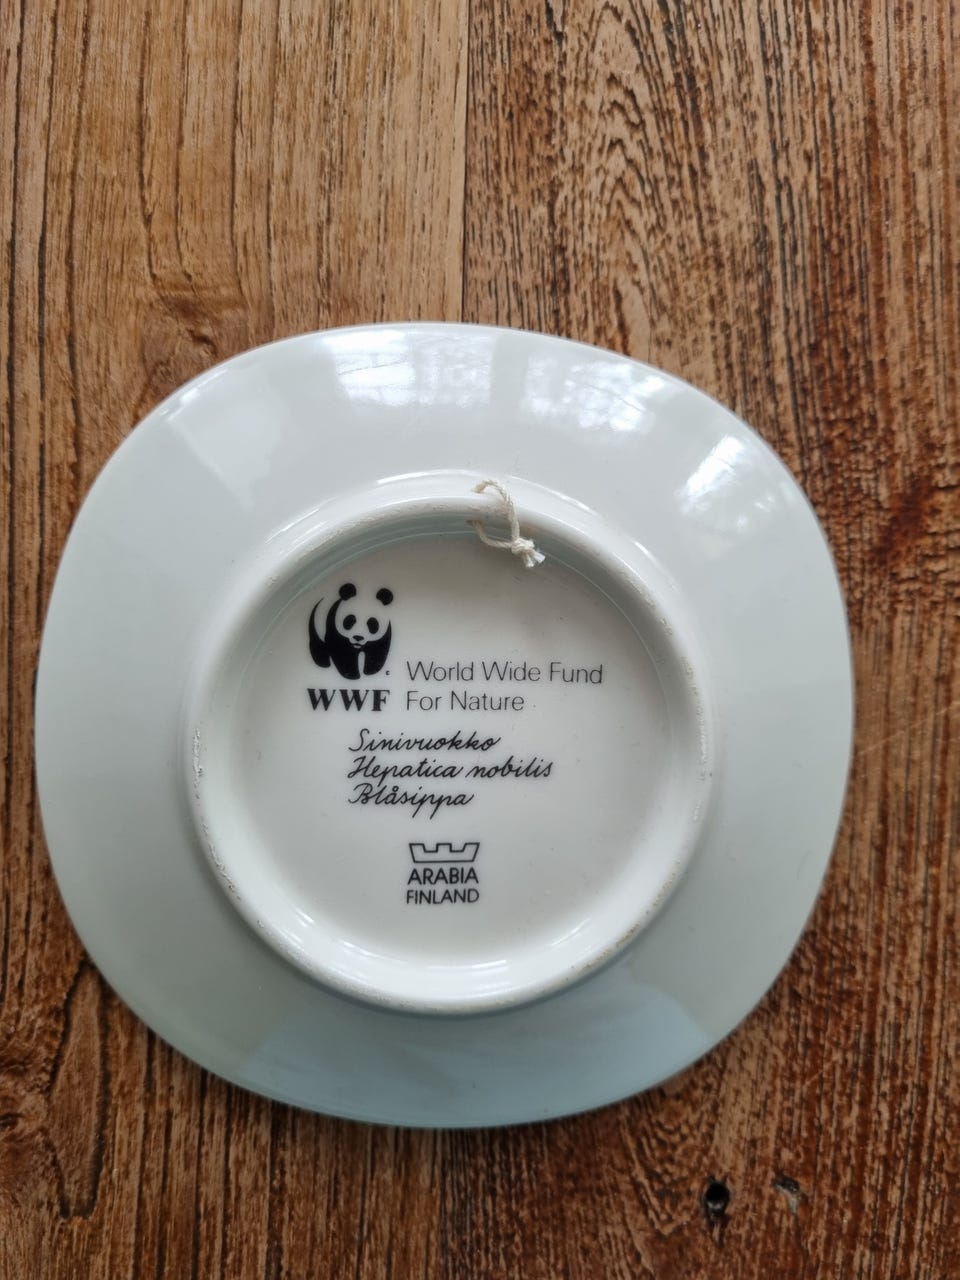 World Wide Fund
WWF For Nature
Sinivuokko
Hepatica nobilis
Blåsippa
ARABIA
FINLAND